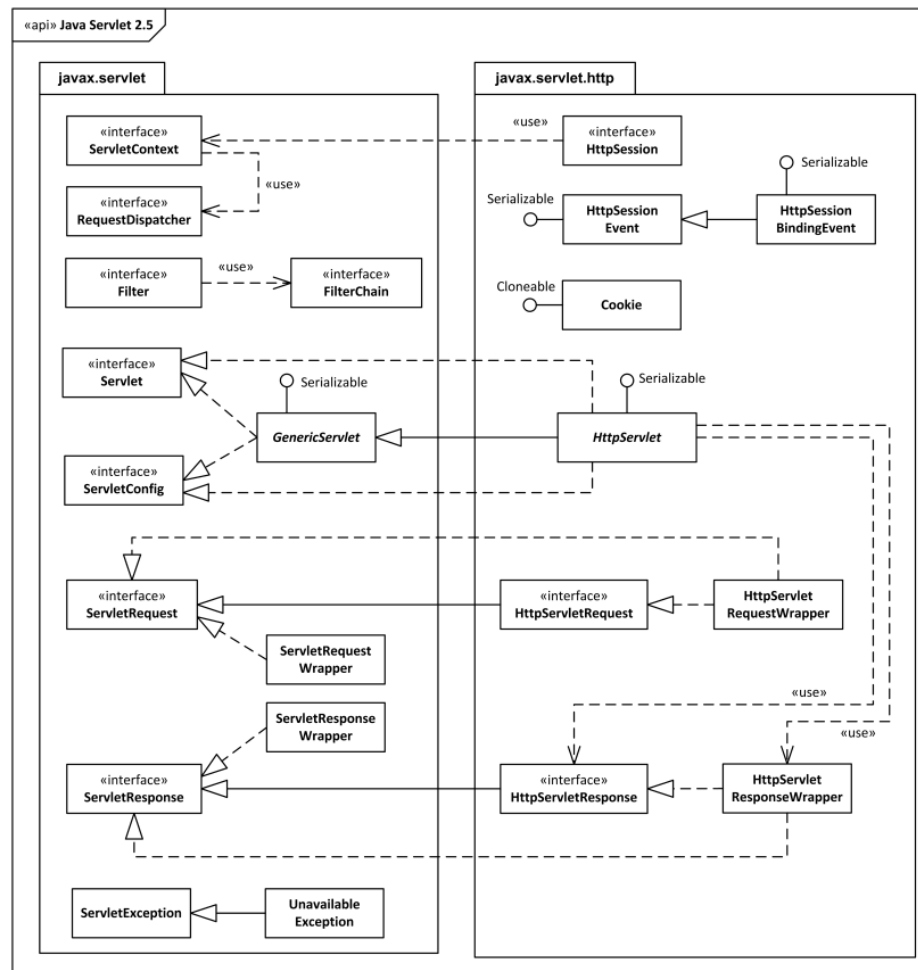 «api» Java Servlet 2.5
javax.servlet
«interface»
ServletContext
«use»
«interface»
RequestDispatcher
«interface»
Filter
«use»
«interface»
FilterChain
«interface»
Servlet
Serializable
GenericServlet
«interface»
ServletConfig
«interface»
ServletRequest
ServletRequest
Wrapper
ServletResponse
Wrapper
«interface»
ServletResponse
ServletException
Unavailable
Exception
javax.servlet.http
«use»
«interface»
HttpSession
Serializable
Serializable
HttpSession
Event
HttpSession
BindingEvent
Cloneable
Cookie
Serializable
HttpServlet
«interface»
HttpServletRequest
HttpServlet
RequestWrapper
«use»
«use»
«interface»
HttpServletResponse
HttpServlet
ResponseWrapper